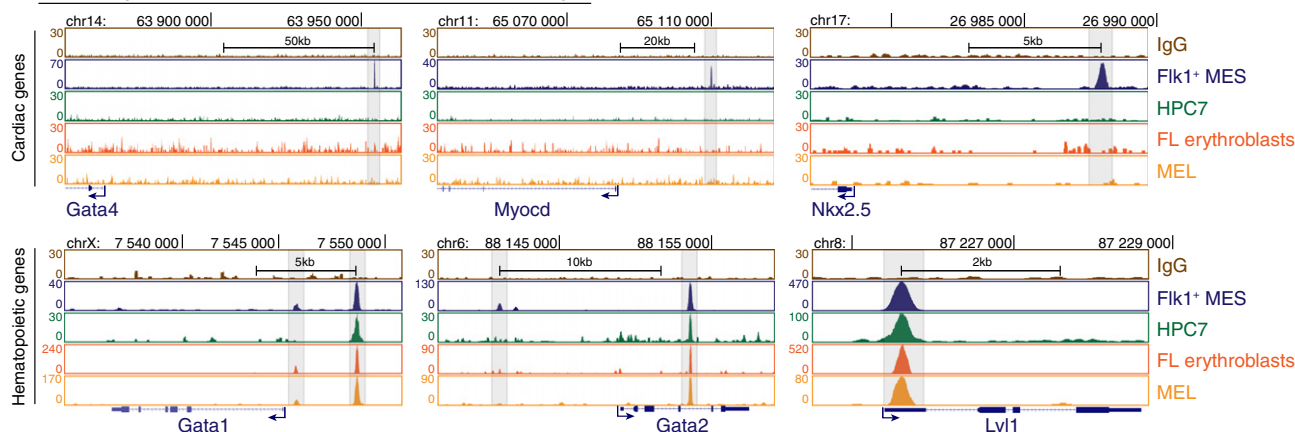 chr14: 63 900 000 63 950 000 chr11: 65 070 000 65 110 000 chr17: 26 985 000 26 990 000
Cardiac genes
30 0 50kb 30 0 20kb 30 0 5kb IgG
70 0 40 0 30 0 Flk1+ MES
30 0 30 0 30 0 HPC7
30 0 30 0 30 0 FL erythroblasts
30 0 30 0 30 0 MEL
Gata4 Myocd Nkx2.5
chrX: 7 540 000 7 545 000 7 550 000 chr6: 88 145 000 88 155 000 chr8: 87 227 000 87 229 000
Hematopoietic genes
30 0 5kb 30 0 10kb 30 0 2kb IgG
40 0 130 0 470 0 Flk1+ MES
30 0 30 0 100 0 HPC7
240 0 90 0 520 0 FL erythroblasts
170 0 90 0 80 0 MEL
Gata1 Gata2 Lyl1